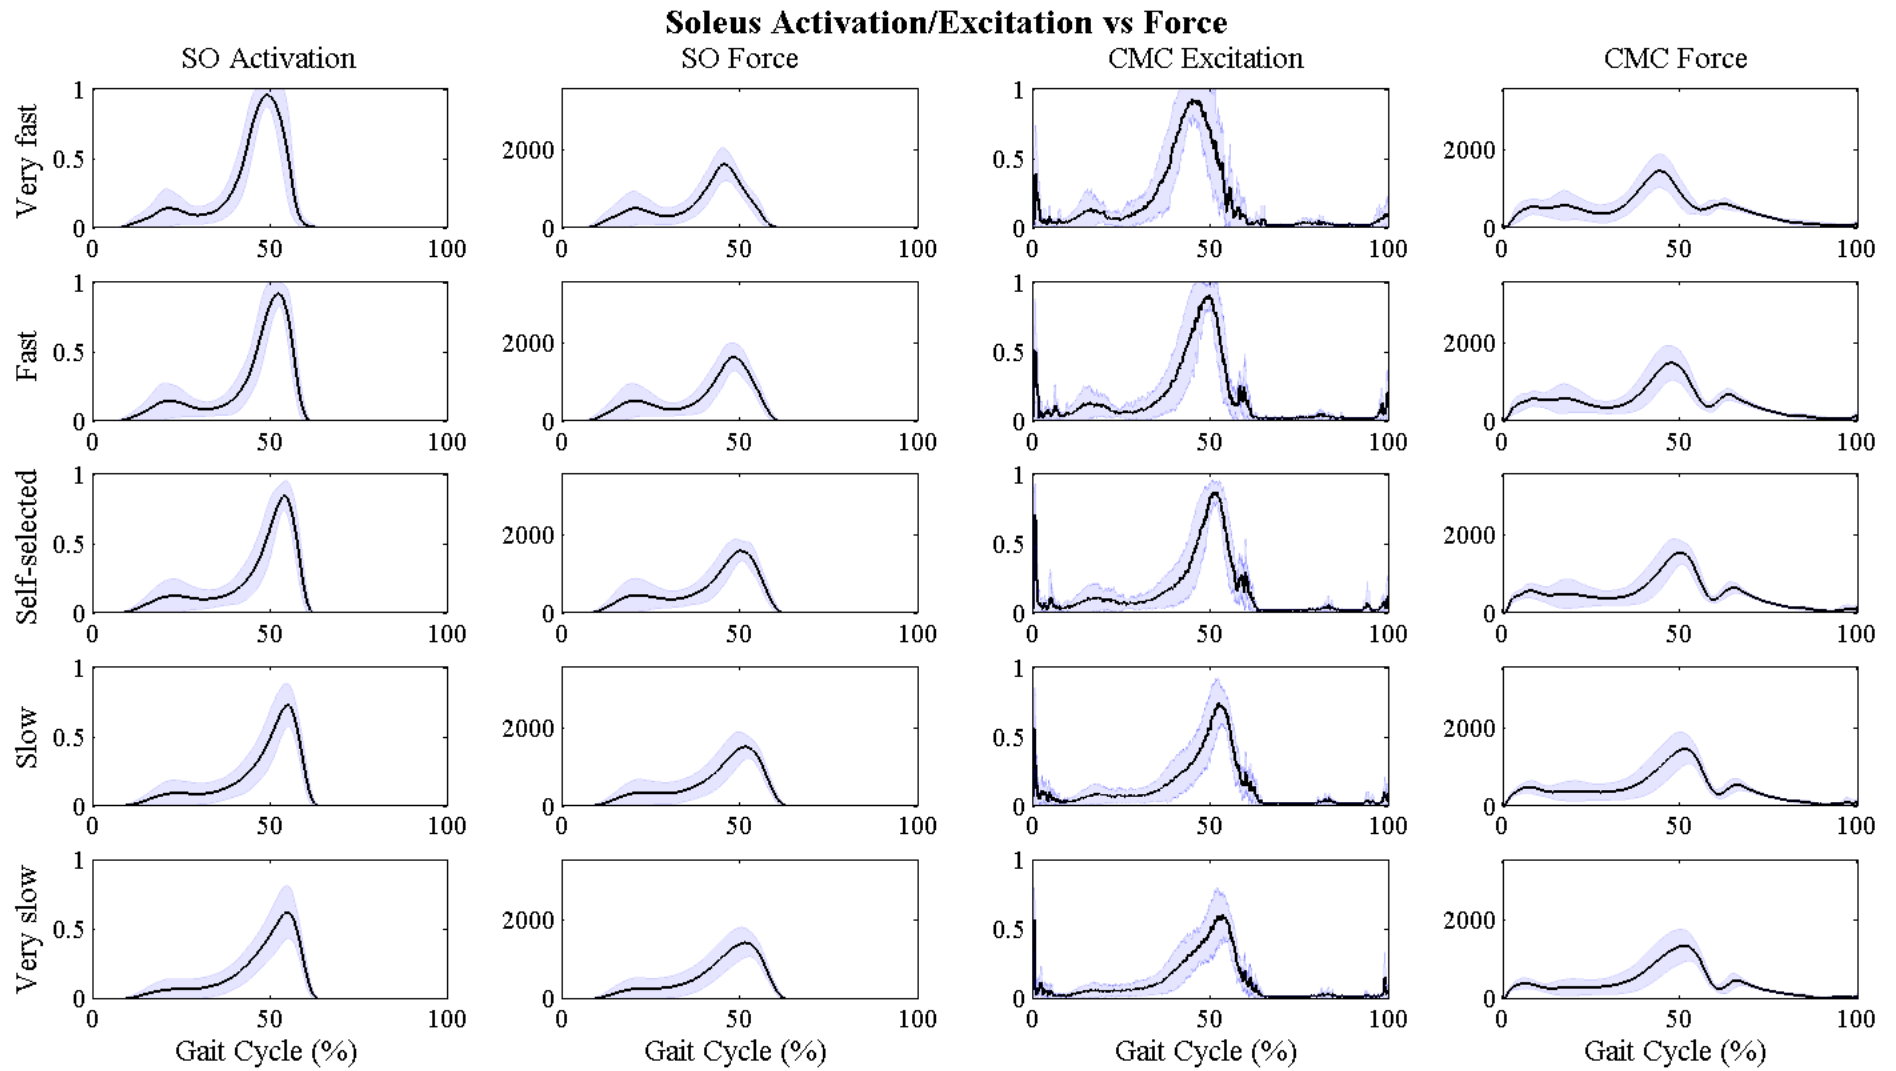 Soleus Activation/Excitation vs Force
SO Activation SO Force CMC Excitation CMC Force
Very fast
1 0.5 0 2000 0 1 0.5 0 2000 0
0 50 100 0 50 100 0 50 100 0 50 100
Fast
1 0.5 0 2000 0 1 0.5 0 2000 0
0 50 100 0 50 100 0 50 100 0 50 100
Self-selected
1 0.5 0 2000 0 1 0.5 0 2000 0
0 50 100 0 50 100 0 50 100 0 50 100
Slow
1 0.5 0 2000 0 1 0.5 0 2000 0
0 50 100 0 50 100 0 50 100 0 50 100
Very slow
1 0.5 0 2000 0 1 0.5 0 2000 0
0 50 100 0 50 100 0 50 100 0 50 100
Gait Cycle (%) Gait Cycle (%) Gait Cycle (%) Gait Cycle (%)